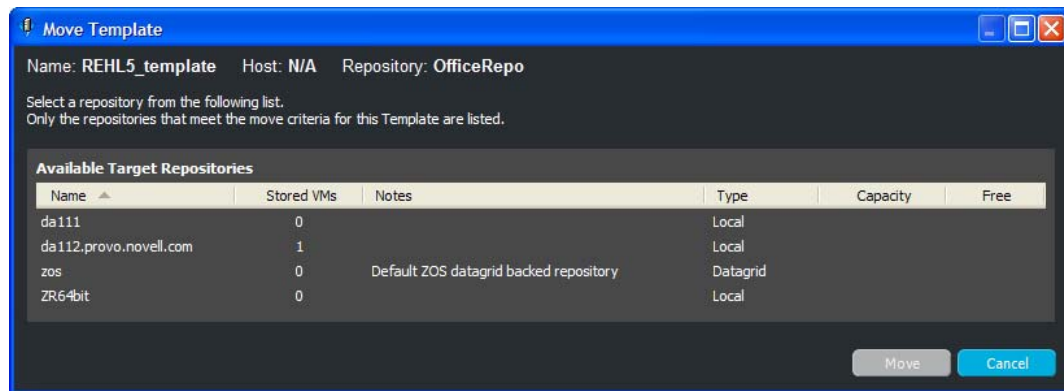 Move Template
Name: REHL5_template Host: N/A Repository: OfficeRepo
Select a repository from the following list.
Only the repositories that meet the move criteria for this Template are listed.
Available Target Repositories
Name Stored VMs Notes Type Capacity Free
da111 0 Local
da112.provo.novell.com 1 Local
zos 0 Default ZOS datagrid backed repository Datagrid
ZR64bit 0 Local
Move Cancel